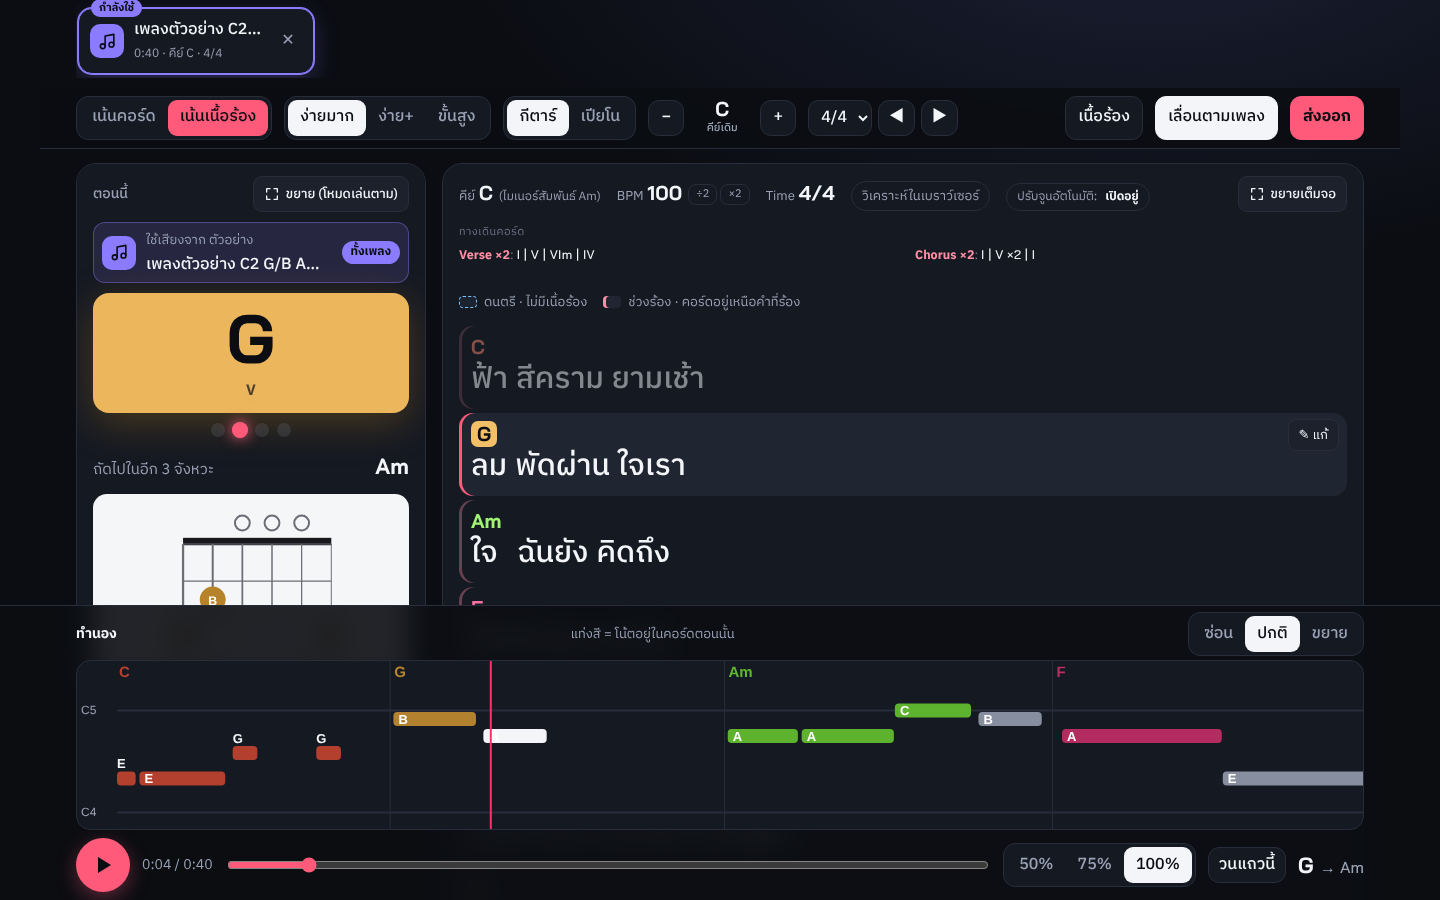 กำลังใช้
เพลงตัวอย่าง C2...
0:40 · คีย์ C · 4/4
×
เน้นคอร์ด เน้นเนื้อร้อง ง่ายมาก ง่าย+ ขั้นสูง กีตาร์ เปียโน − C + 4/4 ◀ ▶ เนื้อร้อง เลื่อนตามเพลง ส่งออก
คีย์เดิม
ตอนนี้ ขยาย (โหมดเล่นตาม)
ใช้เสียงจาก ตัวอย่าง
เพลงตัวอย่าง C2 G/B A... ทั้งเพลง
G
V
ถัดไปในอีก 3 จังหวะ Am
B
คีย์ C (ไมเนอร์สัมพันธ์ Am) BPM 100 ÷2 ×2 Time 4/4 วิเคราะห์ในเบราว์เซอร์ ปรับจูนอัตโนมัติ: เปิดอยู่ ขยายเต็มจอ
ทางเดินคอร์ด
Verse ×2: I | V | VIm | IV Chorus ×2: I | V ×2 | I
ดนตรี · ไม่มีเนื้อร้อง ช่วงร้อง · คอร์ดอยู่เหนือคำที่ร้อง
C
ฟ้า สีคราม ยามเช้า
G ✎ แก้
ลม พัดผ่าน ใจเรา
Am
ใจ ฉันยัง คิดถึง
ทำนอง แท่งสี = โน้ตอยู่ในคอร์ดตอนนั้น ซ่อน ปกติ ขยาย
C G Am F
C5
B C B
G G A A A
E E E
C4
0:04 / 0:40 50% 75% 100% วนแถวนี้ G → Am